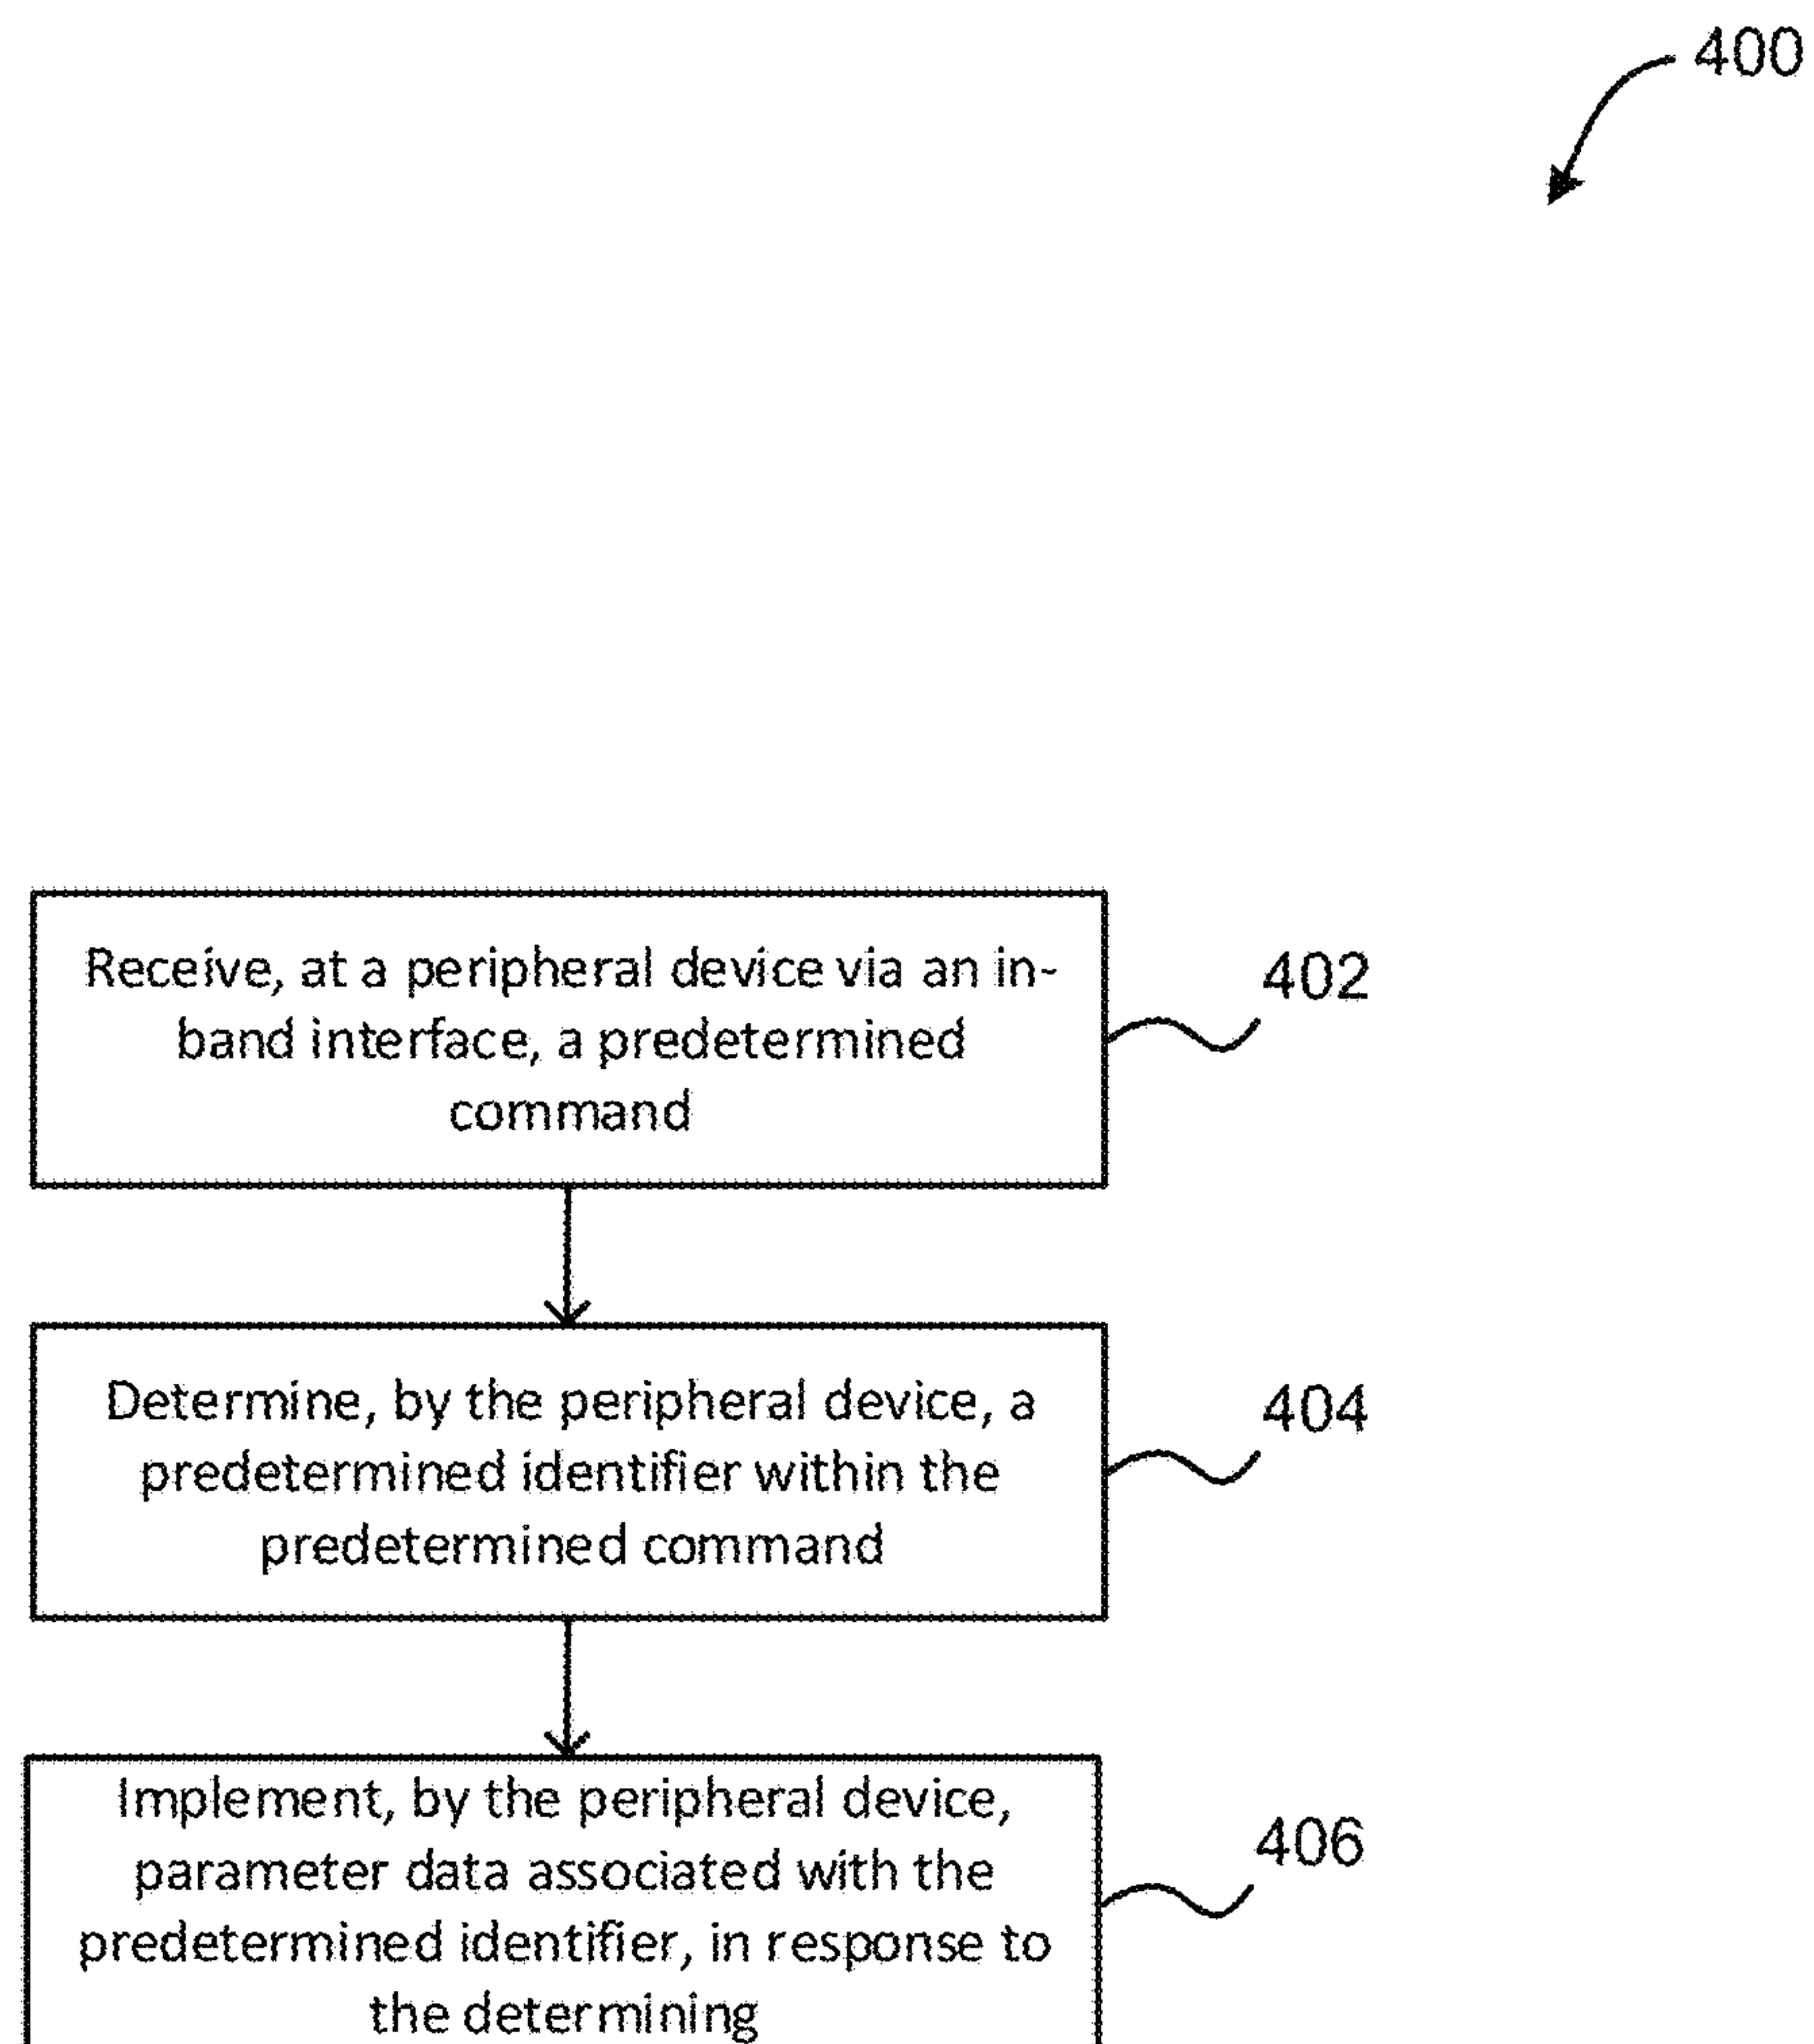 400
Receive, at a peripheral device via an in-
band interface, a predetermined
command
402
Determine, by the peripheral device, a
predetermined identifier within the
predetermined command
404
Implement, by the peripheral device,
parameter data associated with the
predetermined identifier, in response to
the determining
406